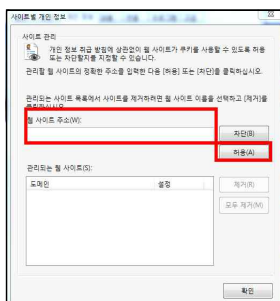 사이트별 개인 정보
사이트 관리
개인 정보 취급 방침에 상관없이 웹 사이트가 쿠키를 사용할 수 있도록 허용
또는 차단할지를 지정할 수 있습니다.
관리할 웹 사이트의 정확한 주소를 입력한 다음 [허용] 또는 [차단]을 클릭하십시오.
관리되는 사이트 목록에서 사이트를 제거하려면 웹 사이트 이름을 선택하고 [제거]를
클릭하십시오.
웹 사이트 주소(W):
차단(B)
허용(A)
관리되는 웹 사이트(S):
도메인 설정
제거(R)
모두 제거(M)
확인